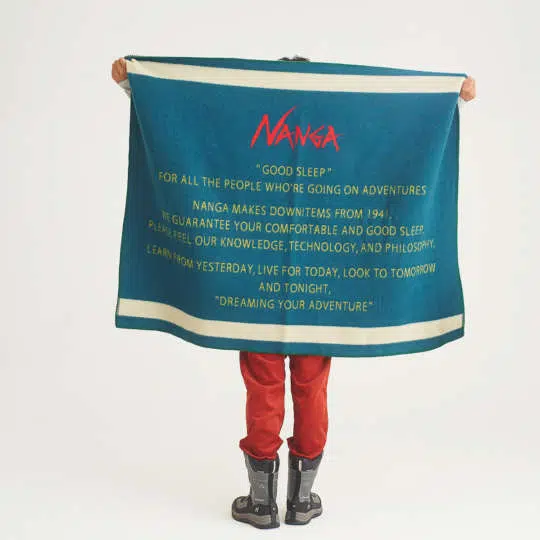 NANGA
"GOOD SLEEP"
FOR ALL THE PEOPLE WHO'RE GOING ON ADVENTURES
NANGA MAKES DOWNITEMS FROM 1941.
WE GUARANTEE YOUR COMFORTABLE AND GOOD SLEEP.
PLEASE FEEL OUR KNOWLEDGE, TECHNOLOGY, AND PHILOSOPHY.
LEARN FROM YESTERDAY, LIVE FOR TODAY, LOOK TO TOMORROW
AND TONIGHT,
"DREAMING YOUR ADVENTURE"